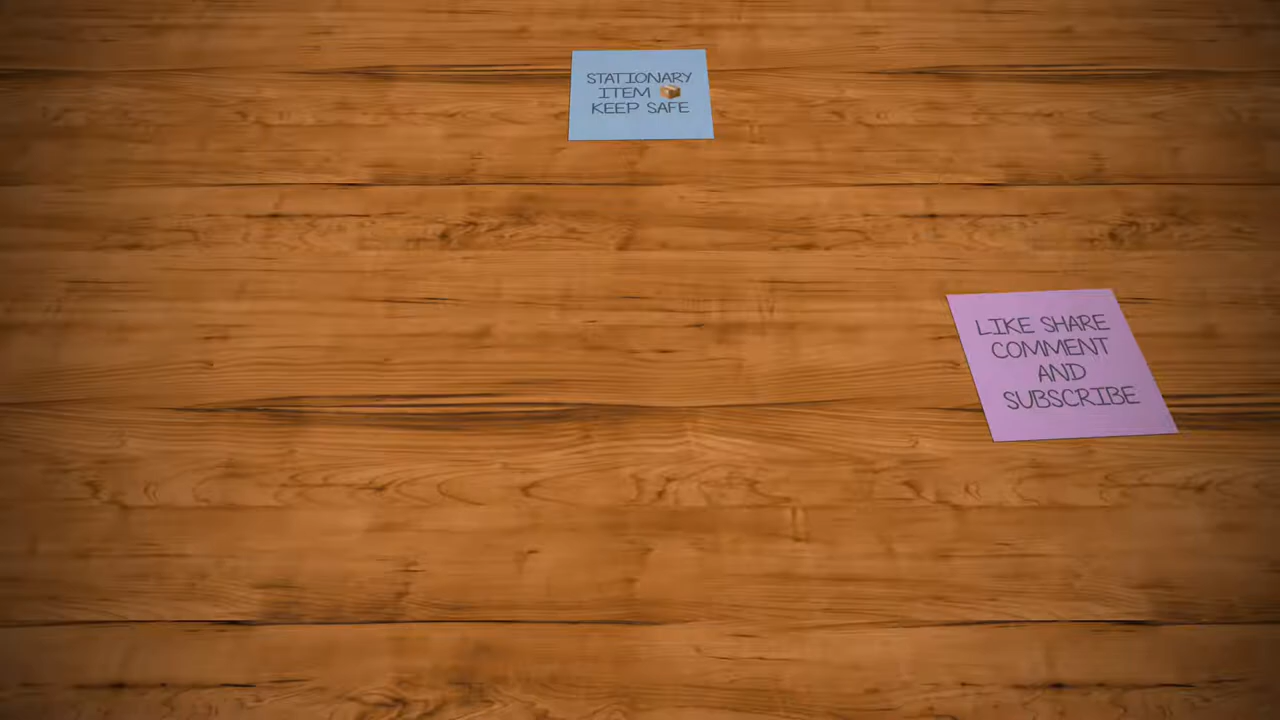 STATIONARY
ITEM 📦
KEEP SAFE
LIKE SHARE
COMMENT
AND
SUBSCRIBE